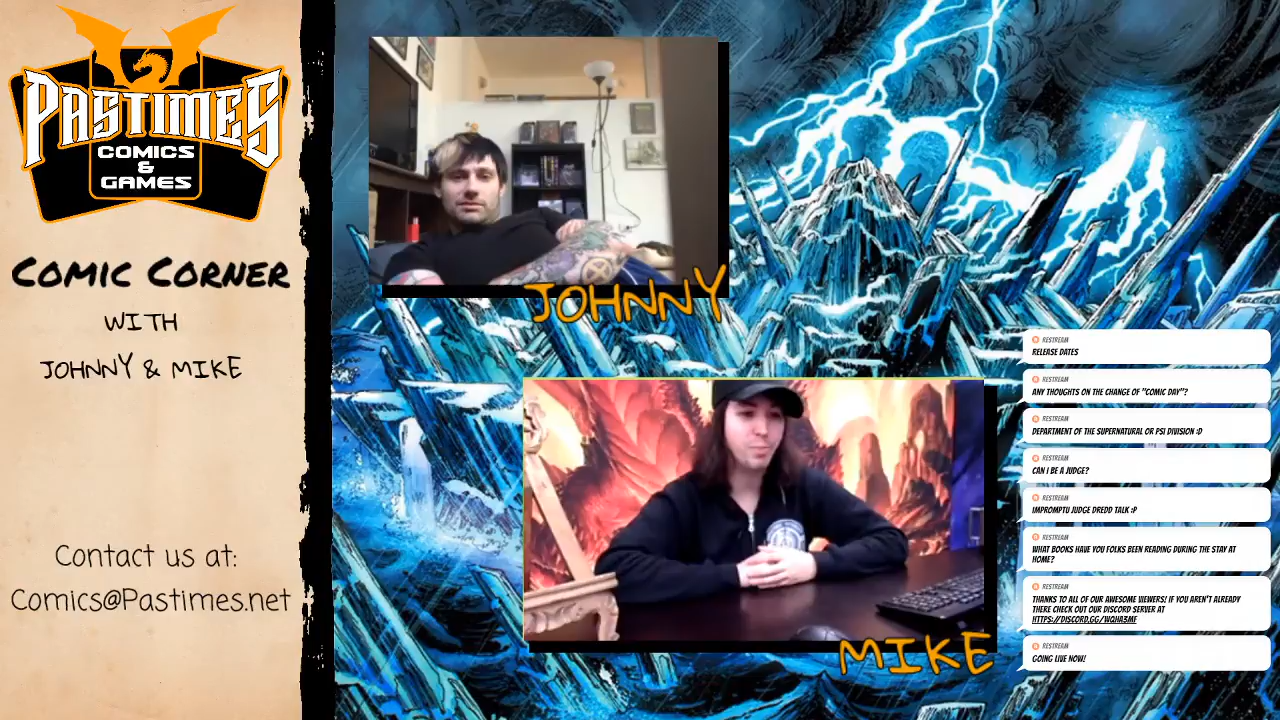 PASTIMES
COMICS
&
GAMES
COMIC CORNER
WITH
JOHNNY & MIKE
Contact us at:
Comics@Pastimes.net
JOHNNY
MIKE
RESTREAM
RELEASE DATES
RESTREAM
ANY THOUGHTS ON THE CHANGE OF "COMIC DAY"?
RESTREAM
DEPARTMENT OF THE SUPERNATURAL OR PSI DIVISION :D
RESTREAM
CAN I BE A JUDGE?
RESTREAM
IMPROMPTU JUDGE DREDD TALK :P
RESTREAM
WHAT BOOKS HAVE YOU FOLKS BEEN READING DURING THE STAY AT
HOME?
RESTREAM
THANKS TO ALL OF OUR AWESOME VIEWERS! IF YOU AREN'T ALREADY
THERE CHECK OUT OUR DISCORD SERVER AT
HTTPS://DISCORD.GG/WQHA3MF
RESTREAM
GOING LIVE NOW!